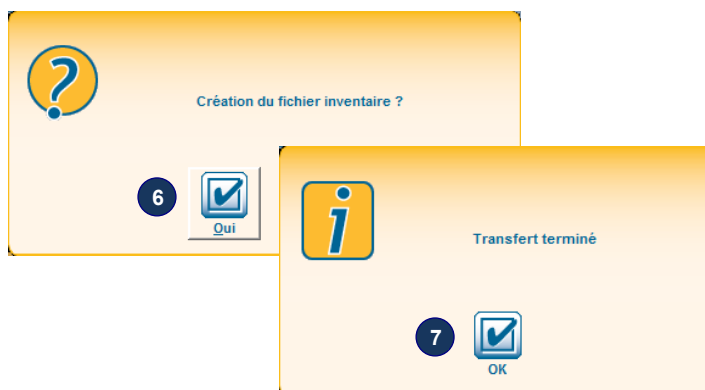 Création du fichier inventaire ?
6
Oui
Transfert terminé
7
OK